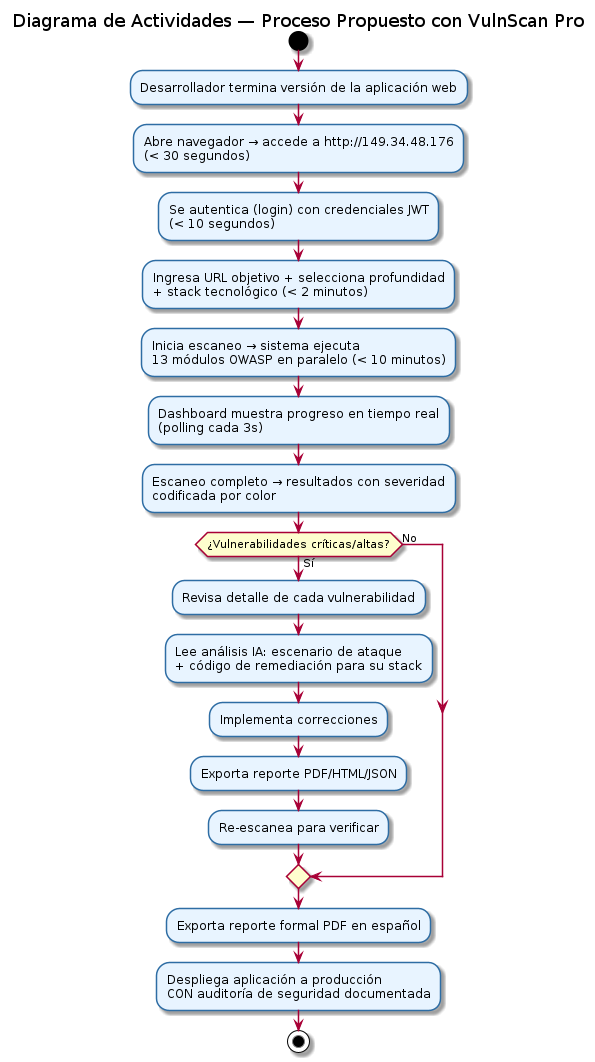 Diagrama de Actividades — Proceso Propuesto con VulnScan Pro
Desarrollador termina versión de la aplicación web
Abre navegador → accede a http://149.34.48.176
(< 30 segundos)
Se autentica (login) con credenciales JWT
(< 10 segundos)
Ingresa URL objetivo + selecciona profundidad
+ stack tecnológico (< 2 minutos)
Inicia escaneo → sistema ejecuta
13 módulos OWASP en paralelo (< 10 minutos)
Dashboard muestra progreso en tiempo real
(polling cada 3s)
Escaneo completo → resultados con severidad
codificada por color
¿Vulnerabilidades críticas/altas?
No
Sí
Revisa detalle de cada vulnerabilidad
Lee análisis IA: escenario de ataque
+ código de remediación para su stack
Implementa correcciones
Exporta reporte PDF/HTML/JSON
Re-escanea para verificar
Exporta reporte formal PDF en español
Despliega aplicación a producción
CON auditoría de seguridad documentada